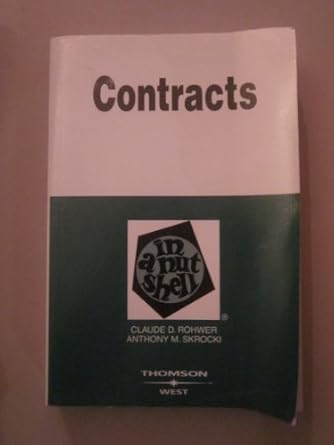 Contracts
in
a nut
shell
®
CLAUDE D. ROHWER
ANTHONY M. SKROCKI
THOMSON
WEST